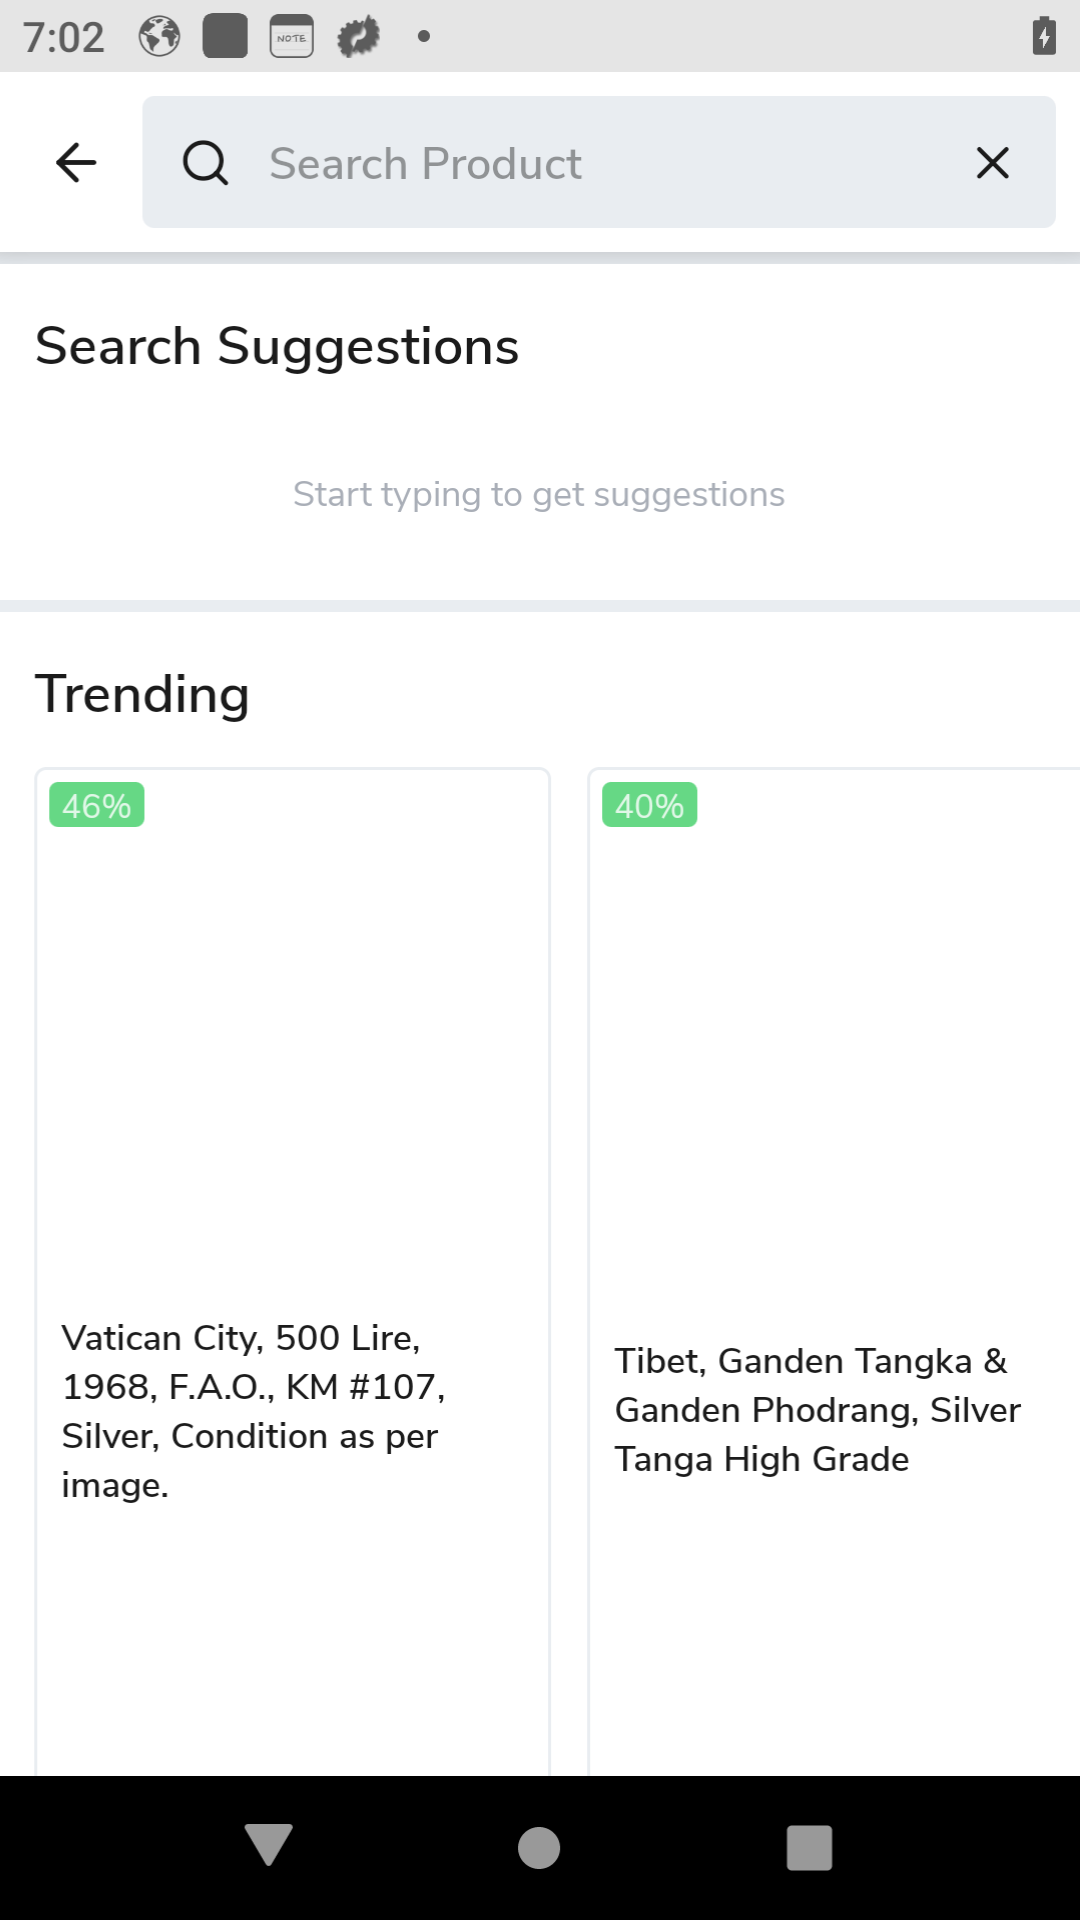 7:02
NOTE
Search Product
Search Suggestions
Start typing to get suggestions
Trending
46%
Vatican City, 500 Lire,
1968, F.A.O., KM #107,
Silver, Condition as per
image.
40%
Tibet, Ganden Tangka &
Ganden Phodrang, Silver
Tanga High Grade